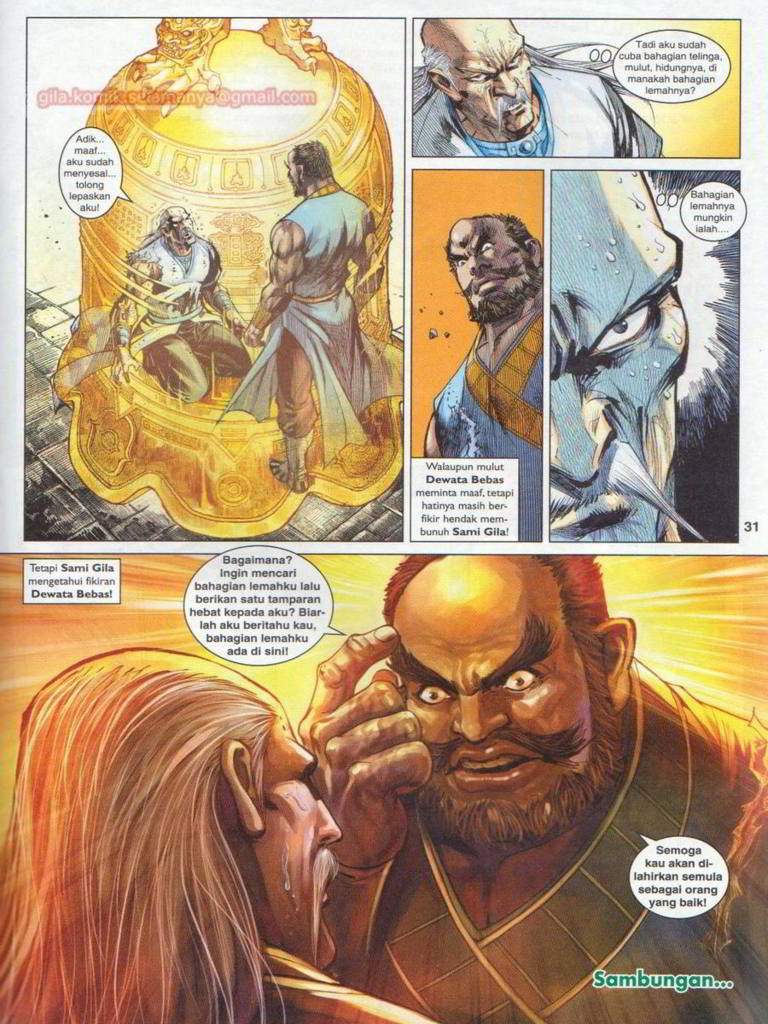 gila.komik.selamanya@gmail.com
Adik...
maaf...
aku sudah
menyesal...
tolong
lepaskan
aku!
Tadi aku sudah
cuba bahagian telinga,
mulut, hidungnya, di
manakah bahagian
lemahnya?
Bahagian
lemahnya
mungkin
ialah....
Walaupun mulut
Dewata Bebas
meminta maaf, tetapi
hatinya masih ber-
fikir hendak mem-
bunuh Sami Gila!
31
Tetapi Sami Gila
mengetahui fikiran
Dewata Bebas!
Bagaimana?
Ingin mencari
bahagian lemahku lalu
berikan satu tamparan
hebat kepada aku? Biar-
lah aku beritahu kau,
bahagian lemahku
ada di sini!
Semoga
kau akan di-
lahirkan semula
sebagai orang
yang baik!
Sambungan...